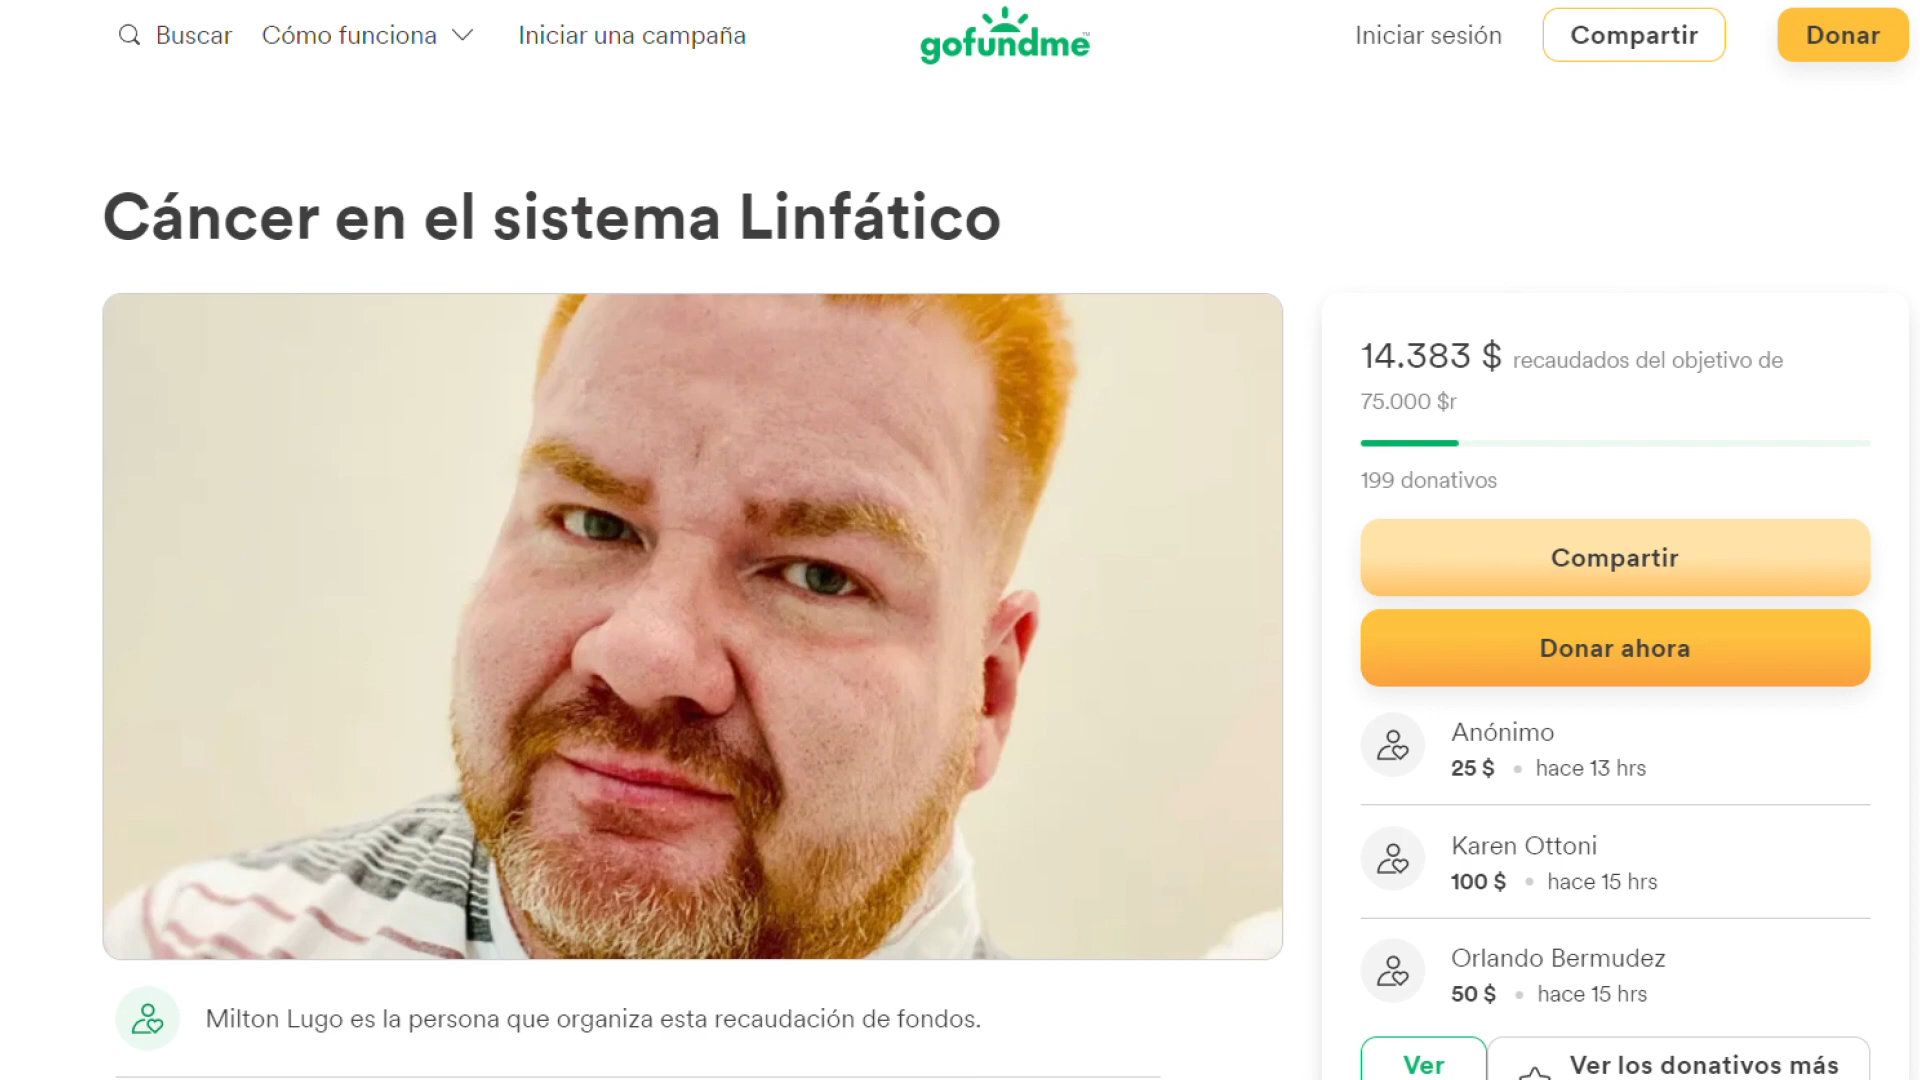 Buscar Cómo funciona Iniciar una campaña gofundme™ Iniciar sesión Compartir Donar
Cáncer en el sistema Linfático
14.383 $ recaudados del objetivo de
75.000 $r
199 donativos
Compartir
Donar ahora
Anónimo
25 $ • hace 13 hrs
Karen Ottoni
100 $ • hace 15 hrs
Orlando Bermudez
50 $ • hace 15 hrs
Ver
Ver los donativos más
Milton Lugo es la persona que organiza esta recaudación de fondos.